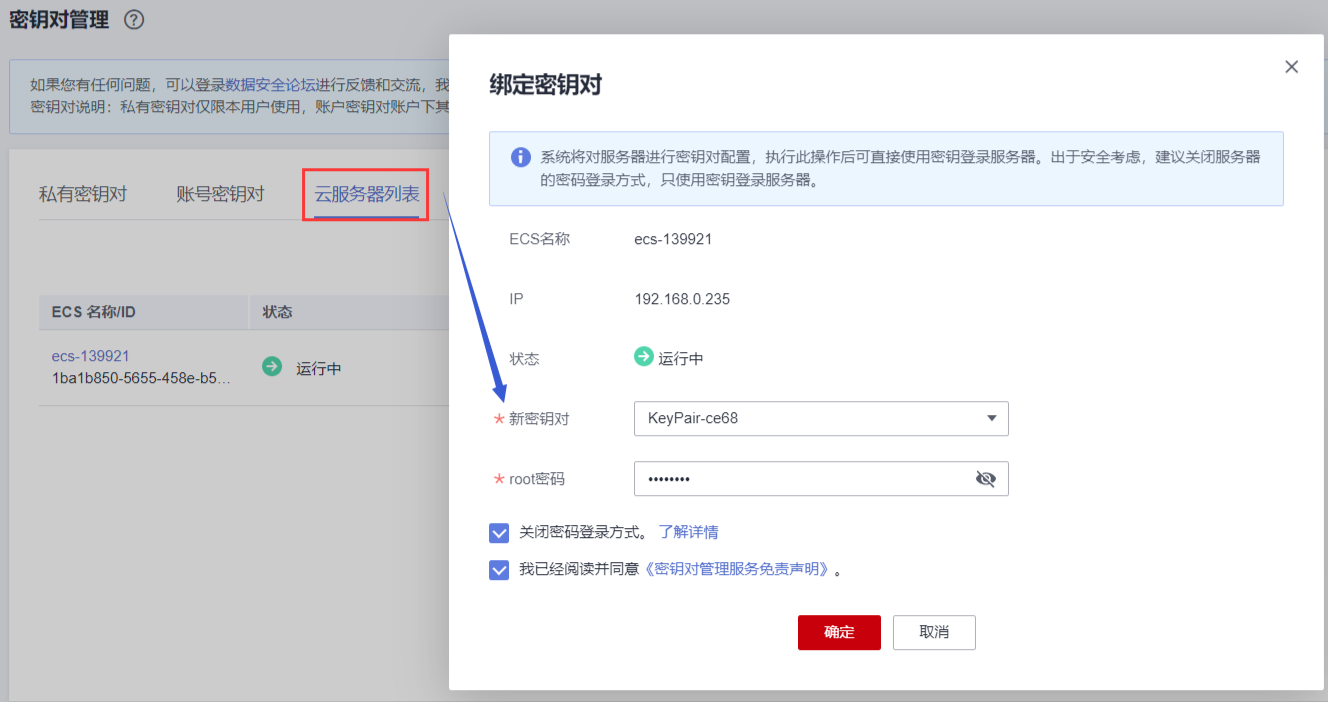 密钥对管理
如果您有任何问题，可以登录数据安全论坛进行反馈和交流，我
密钥对说明：私有密钥对仅限本用户使用，账户密钥对账户下其
私有密钥对 账号密钥对 云服务器列表
ECS 名称/ID 状态
ecs-139921
1ba1b850-5655-458e-b5...
运行中
绑定密钥对
系统将对服务器进行密钥对配置，执行此操作后可直接使用密钥登录服务器。出于安全考虑，建议关闭服务器
的密码登录方式，只使用密钥登录服务器。
ECS名称 ecs-139921
IP 192.168.0.235
状态 运行中
* 新密钥对 KeyPair-ce68
* root密码 ••••••••
关闭密码登录方式。 了解详情
我已经阅读并同意《密钥对管理服务免责声明》。
确定 取消